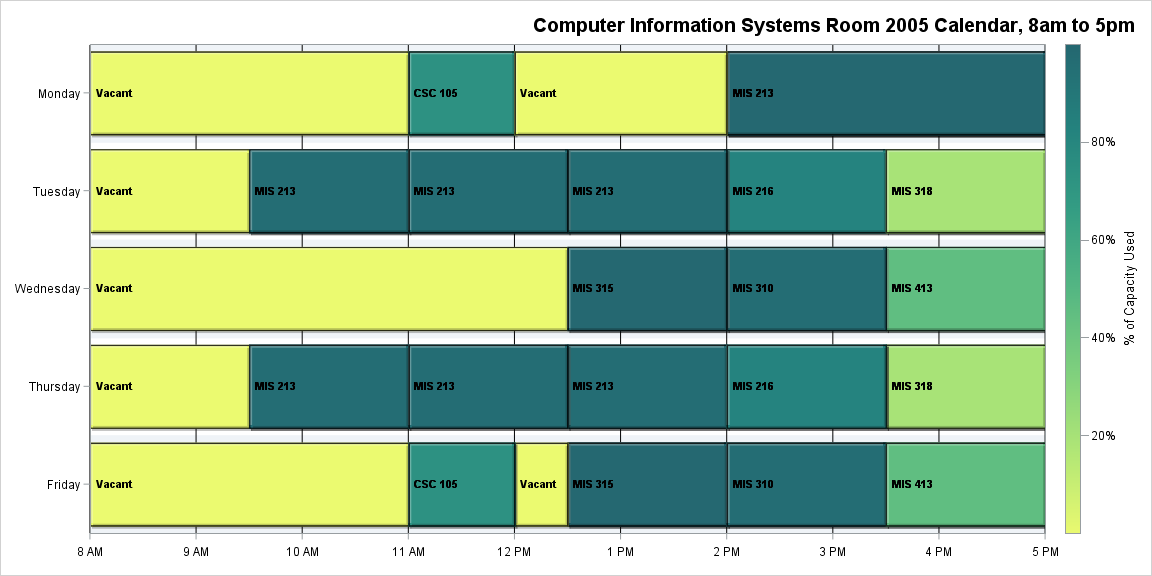 Computer Information Systems Room 2005 Calendar, 8am to 5pm
Monday
Vacant
CSC 105
Vacant
MIS 213
Tuesday
Vacant
MIS 213
MIS 213
MIS 213
MIS 216
MIS 318
Wednesday
Vacant
MIS 315
MIS 310
MIS 413
Thursday
Vacant
MIS 213
MIS 213
MIS 213
MIS 216
MIS 318
Friday
Vacant
CSC 105
Vacant
MIS 315
MIS 310
MIS 413
8 AM
9 AM
10 AM
11 AM
12 PM
1 PM
2 PM
3 PM
4 PM
5 PM
80%
60%
40%
20%
% of Capacity Used